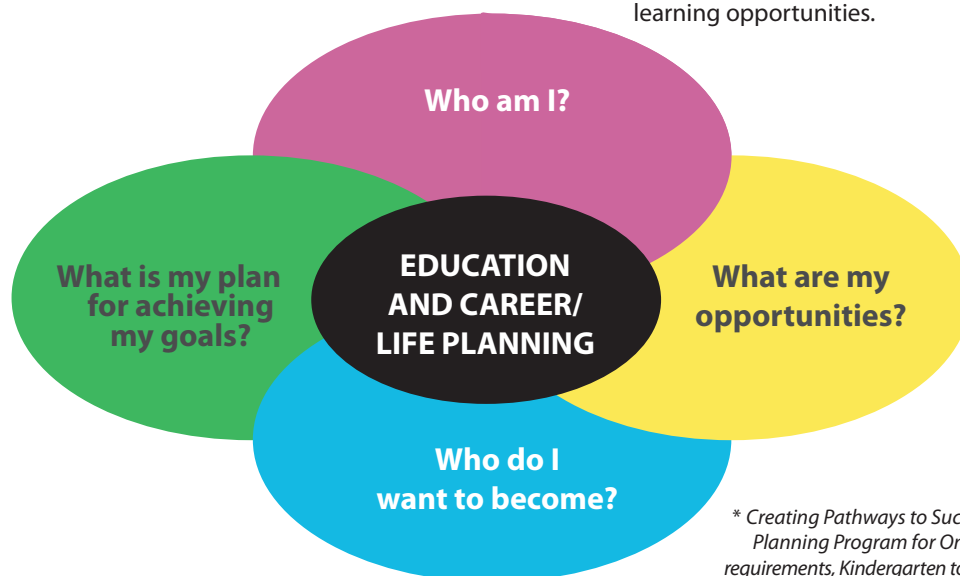 learning opportunities.
Who am I?
What is my plan
for achieving
my goals?
EDUCATION
AND CAREER/
LIFE PLANNING
What are my
opportunities?
Who do I
want to become?
* Creating Pathways to Suc
Planning Program for On
requirements, Kindergarten to